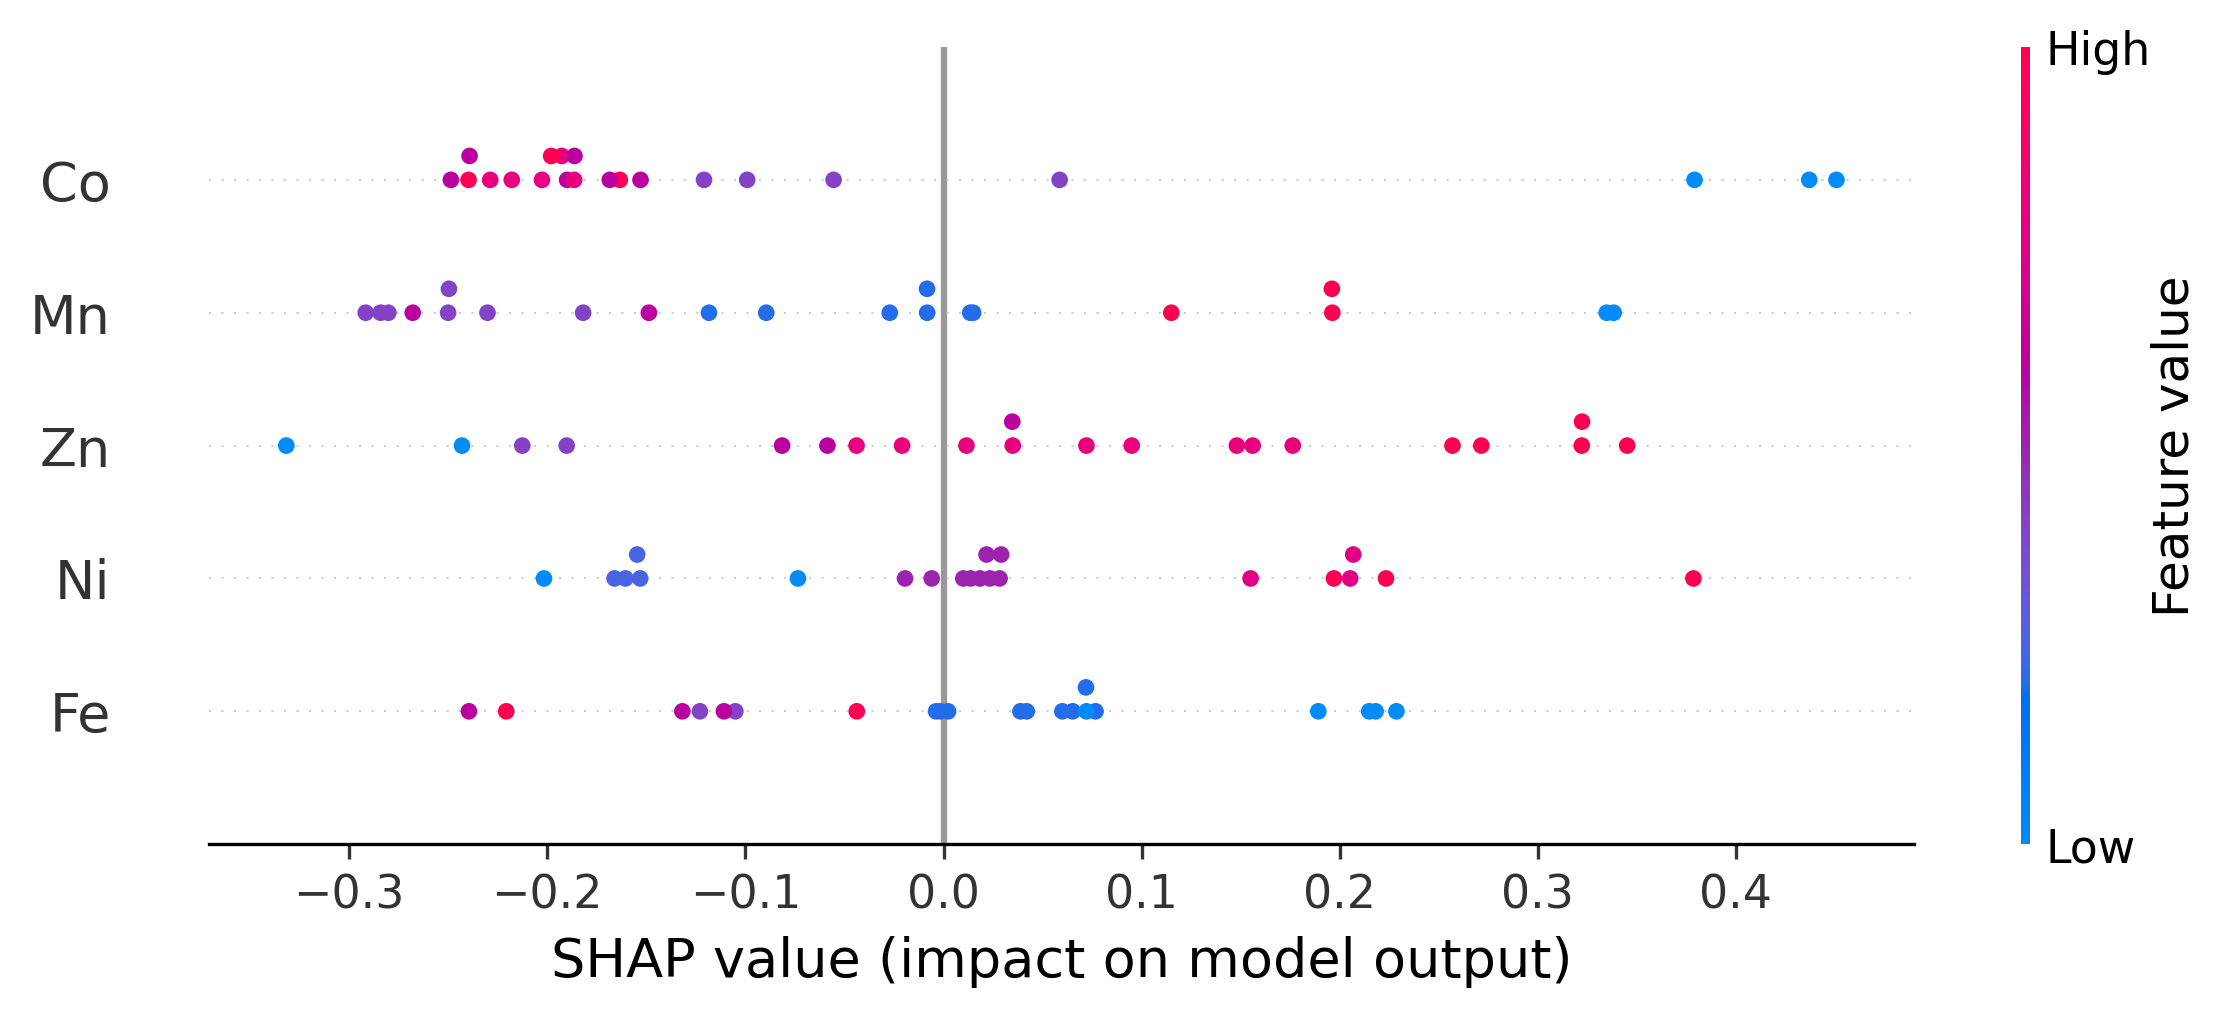 High
Co
Mn
Zn
Ni
Fe
Low
Feature value
−0.3 −0.2 −0.1 0.0 0.1 0.2 0.3 0.4
SHAP value (impact on model output)